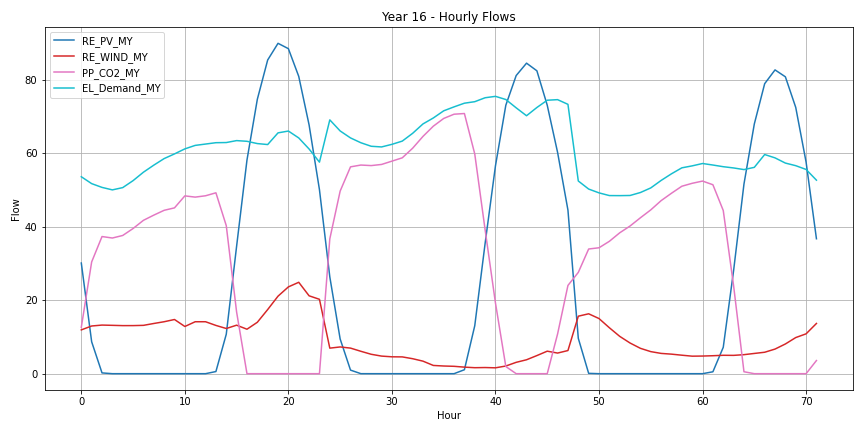 Year 16 - Hourly Flows
RE_PV_MY
RE_WIND_MY
PP_CO2_MY
EL_Demand_MY
80
60
40
20
0
Flow
0 10 20 30 40 50 60 70
Hour